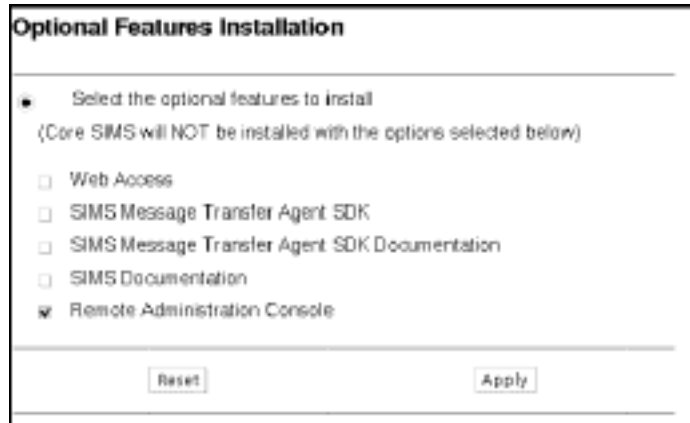 Optional Features Installation
Select the optional features to install
(Core SIMS will NOT be installed with the options selected below)
Web Access
SIMS Message Transfer Agent SDK
SIMS Message Transfer Agent SDK Documentation
SIMS Documentation
Remote Administration Console
Reset Apply